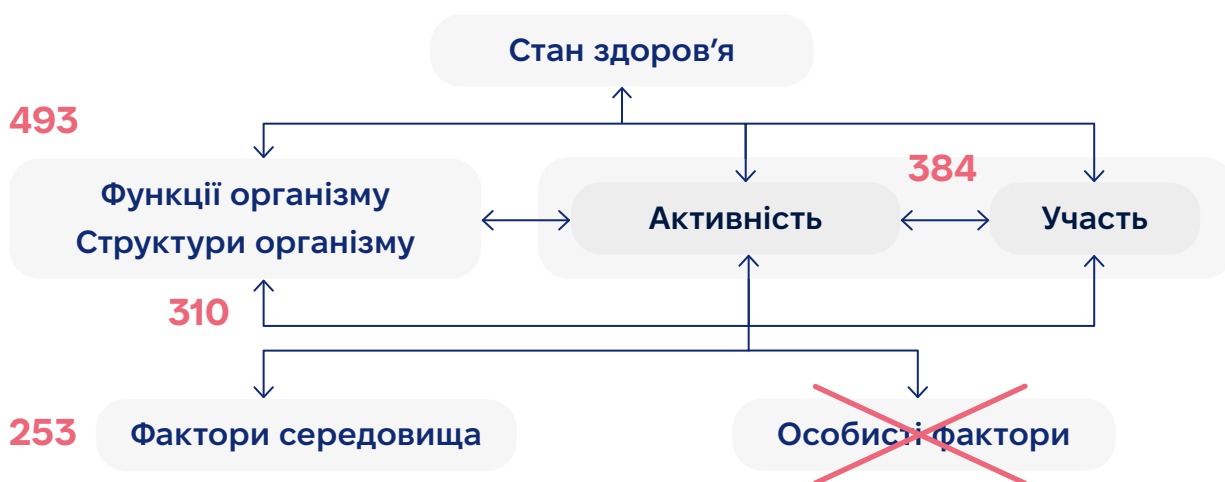 Стан здоров’я
493
384
Функції організму
Структури організму
Активність
Участь
310
253
Фактори середовища
Особисті фактори